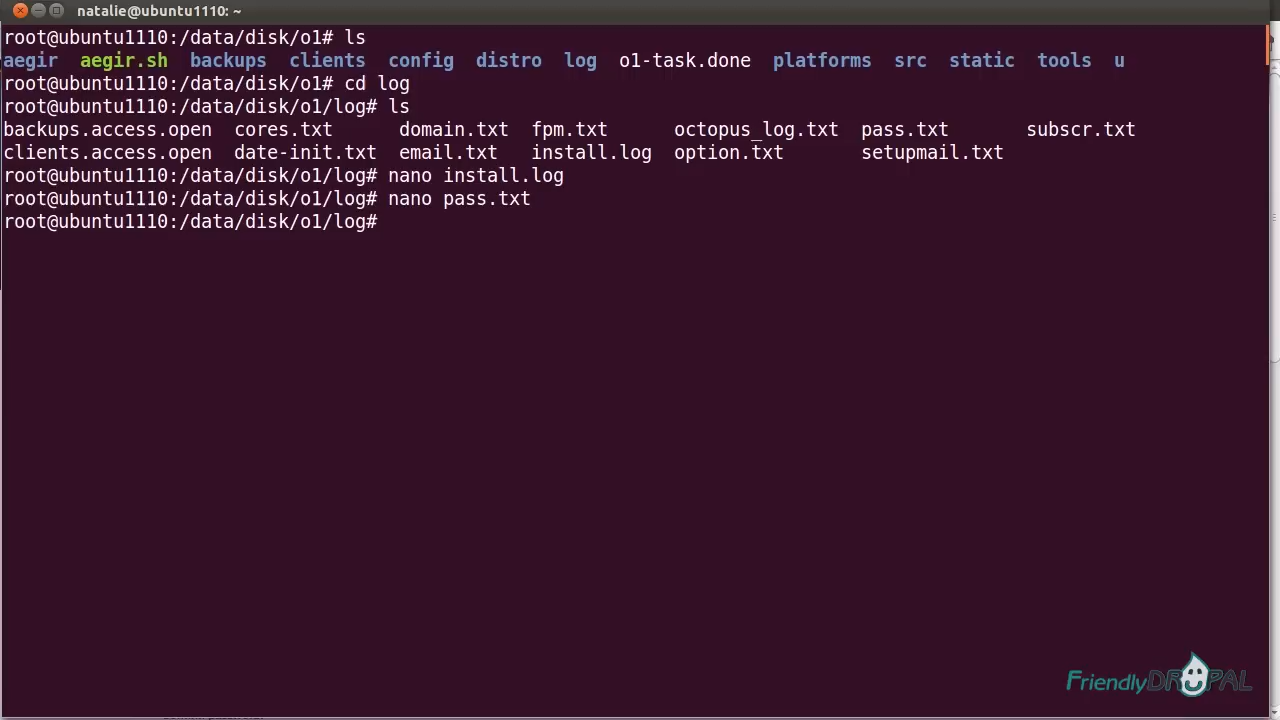 natalie@ubuntu1110: ~
root@ubuntu1110:/data/disk/o1# ls
aegir aegir.sh backups clients config distro log o1-task.done platforms src static tools u
root@ubuntu1110:/data/disk/o1# cd log
root@ubuntu1110:/data/disk/o1/log# ls
backups.access.open cores.txt domain.txt fpm.txt octopus_log.txt pass.txt subscr.txt
clients.access.open date-init.txt email.txt install.log option.txt setupmail.txt
root@ubuntu1110:/data/disk/o1/log# nano install.log
root@ubuntu1110:/data/disk/o1/log# nano pass.txt
root@ubuntu1110:/data/disk/o1/log#
FriendlyDRUPAL